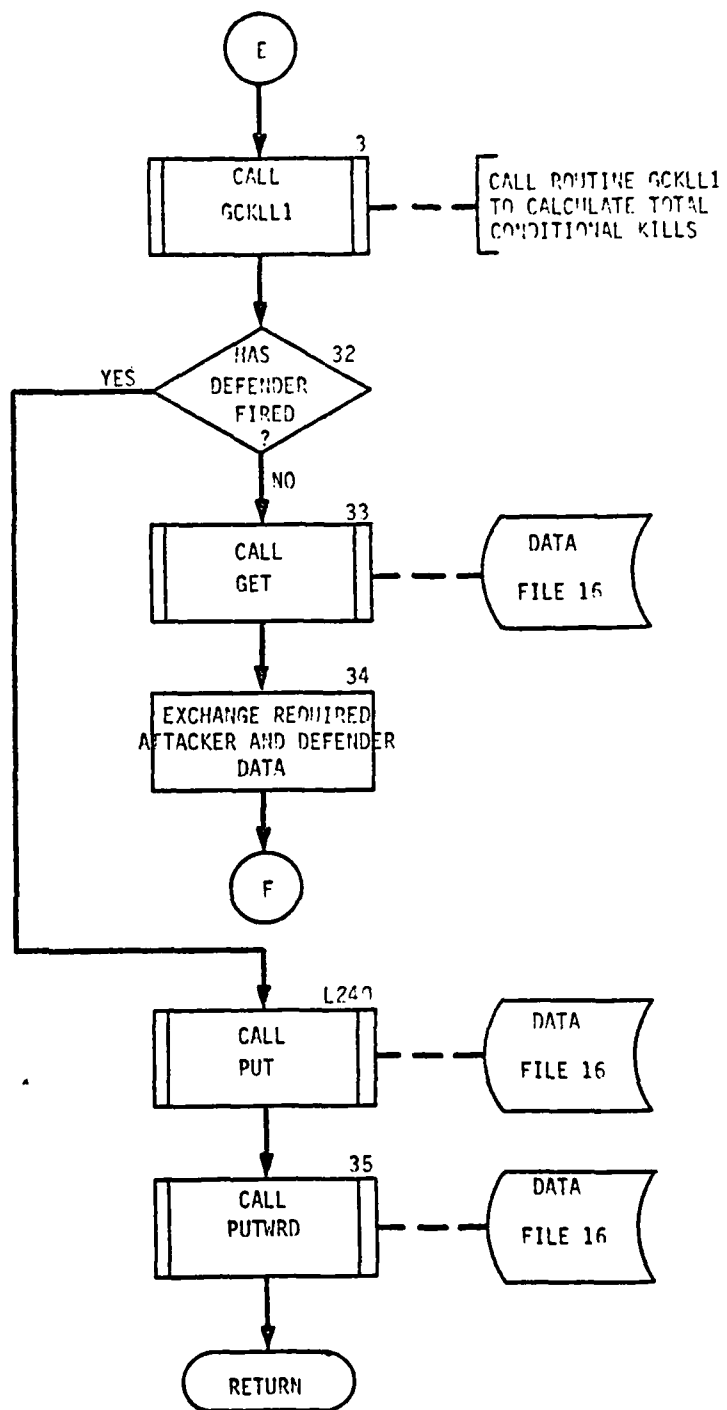 E
3
CALL
GCKLL1
CALL ROUTINE GCKLL1
TO CALCULATE TOTAL
CONDITIONAL KILLS
32
HAS
DEFENDER
FIRED
?
YES
NO
33
CALL
GET
DATA
FILE 16
34
EXCHANGE REQUIRED
ATTACKER AND DEFENDER
DATA
F
L240
CALL
PUT
DATA
FILE 16
35
CALL
PUTWRD
DATA
FILE 16
RETURN